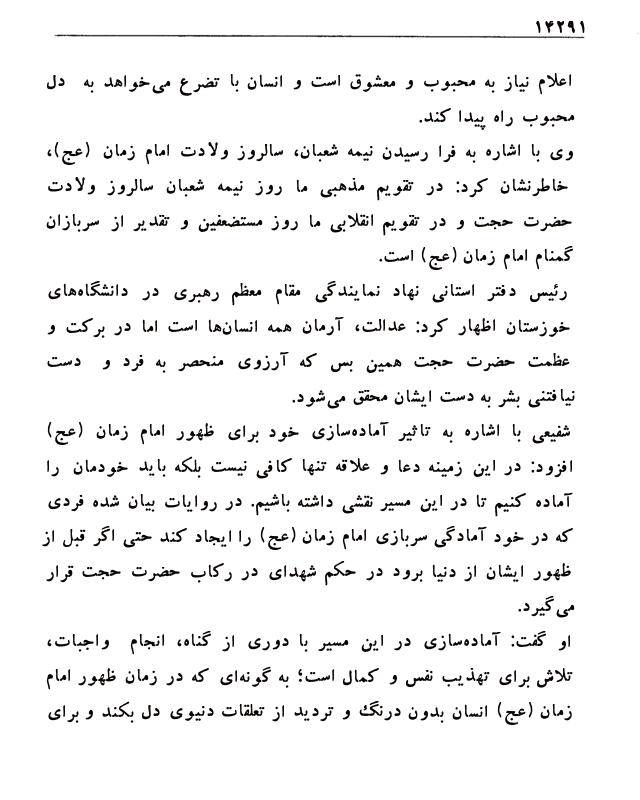 ۱۴۲۹۱
اعلام نیاز به محبوب و معشوق است و انسان با تضرع می‌خواهد به دل
محبوب راه پیدا کند.
وی با اشاره به فرا رسیدن نیمه شعبان، سالروز ولادت امام زمان (عج)،
خاطرنشان کرد: در تقویم مذهبی ما روز نیمه شعبان سالروز ولادت
حضرت حجت و در تقویم انقلابی ما روز مستضعفین و تقدیر از سربازان
گمنام امام زمان (عج) است.
رئیس دفتر استانی نهاد نمایندگی مقام معظم رهبری در دانشگاه‌های
خوزستان اظهار کرد: عدالت، آرمان همه انسان‌ها است اما در برکت و
عظمت حضرت حجت همین بس که آرزوی منحصر به فرد و دست
نیافتنی بشر به دست ایشان محقق می‌شود.
شفیعی با اشاره به تاثیر آماده‌سازی خود برای ظهور امام زمان (عج)
افزود: در این زمینه دعا و علاقه تنها کافی نیست بلکه باید خودمان را
آماده کنیم تا در این مسیر نقشی داشته باشیم. در روایات بیان شده فردی
که در خود آمادگی سربازی امام زمان (عج) را ایجاد کند حتی اگر قبل از
ظهور ایشان از دنیا برود در حکم شهدای در رکاب حضرت حجت قرار
می‌گیرد.
او گفت: آماده‌سازی در این مسیر با دوری از گناه، انجام واجبات،
تلاش برای تهذیب نفس و کمال است؛ به گونه‌ای که در زمان ظهور امام
زمان (عج) انسان بدون درنگ و تردید از تعلقات دنیوی دل بکند و برای